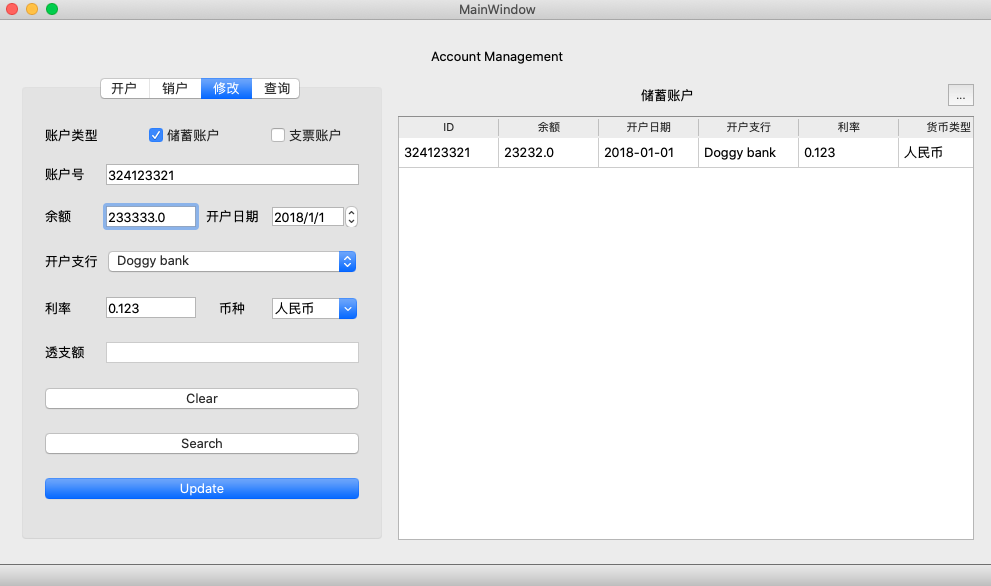 MainWindow
Account Management
开户 销户 修改 查询
账户类型 储蓄账户 支票账户
账户号 324123321
余额 233333.0 开户日期 2018/1/1
开户支行 Doggy bank
利率 0.123 币种 人民币
透支额
Clear
Search
Update
储蓄账户 ...
ID 余额 开户日期 开户支行 利率 货币类型
324123321 23232.0 2018-01-01 Doggy bank 0.123 人民币